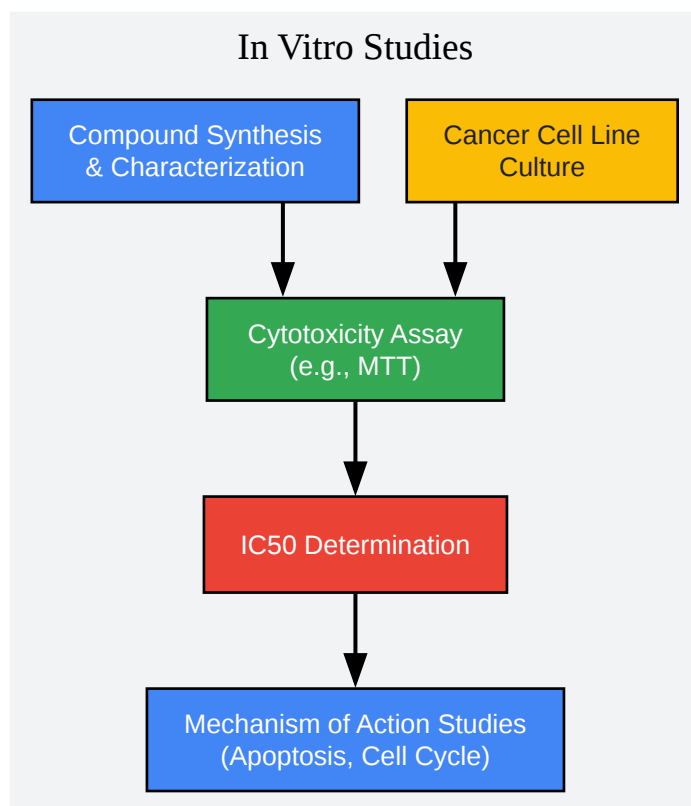 In Vitro Studies
Compound Synthesis
& Characterization
Cancer Cell Line
Culture
Cytotoxicity Assay
(e.g., MTT)
IC50 Determination
Mechanism of Action Studies
(Apoptosis, Cell Cycle)